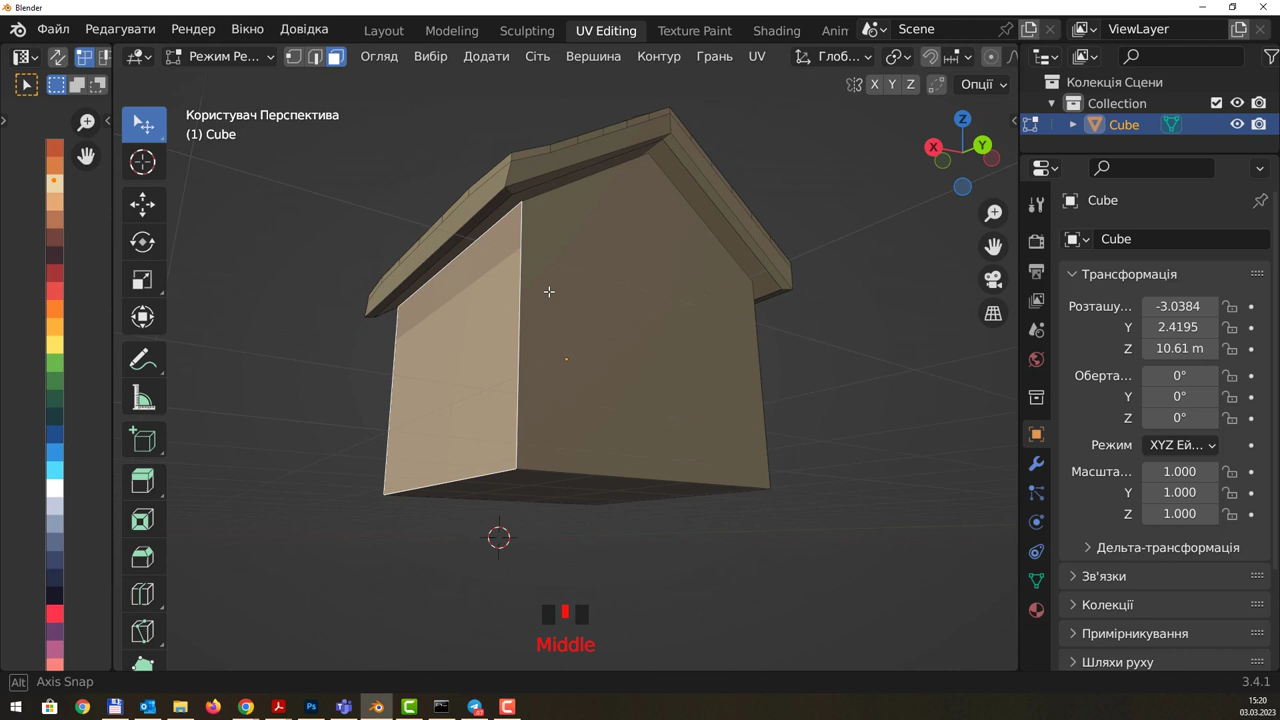 Blender
Файл Редагувати Рендер Вікно Довідка Layout Modeling Sculpting UV Editing Texture Paint Shading Anin Scene ViewLayer
Режим Ре... Огляд Вибір Додати Сіть Вершина Контур Грань UV Глоб...
X Y Z Опції
Колекція Сцени
Collection
Cube
Користувач Перспектива
(1) Cube
Z
Y
X
Cube
Cube
Трансформація
Розташу... -3.0384
Y 2.4195
Z 10.61 m
Оберта... 0°
Y 0°
Z 0°
Режим XYZ Ей...
Масшта... 1.000
Y 1.000
Z 1.000
Дельта-трансформація
Зв'язки
Колекції
Примірникування
Шляхи руху
Middle
Alt Axis Snap 3.4.1
15:20
03.03.2023